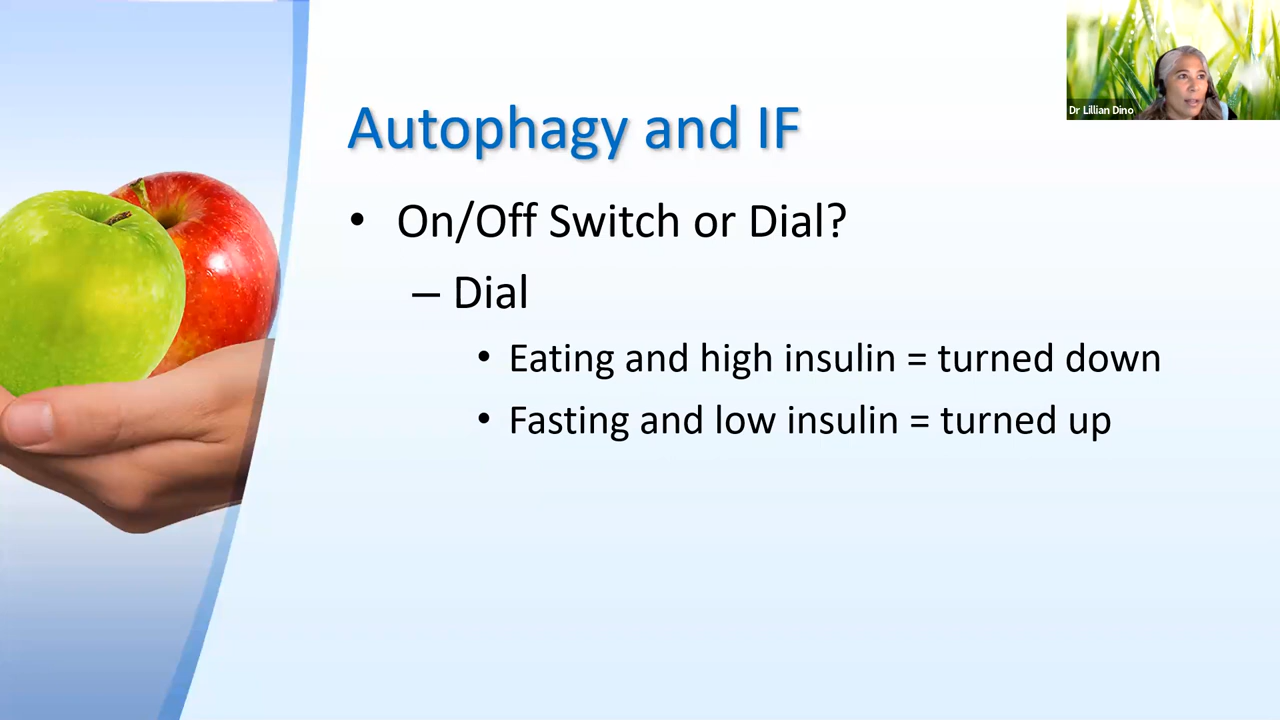 Dr Lillian Dino
Autophagy and IF
• On/Off Switch or Dial?
– Dial
• Eating and high insulin = turned down
• Fasting and low insulin = turned up